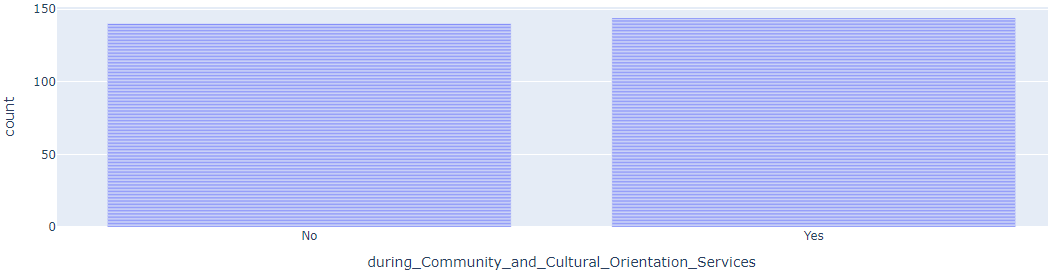 150
100
50
0
count
No
Yes
during_Community_and_Cultural_Orientation_Services